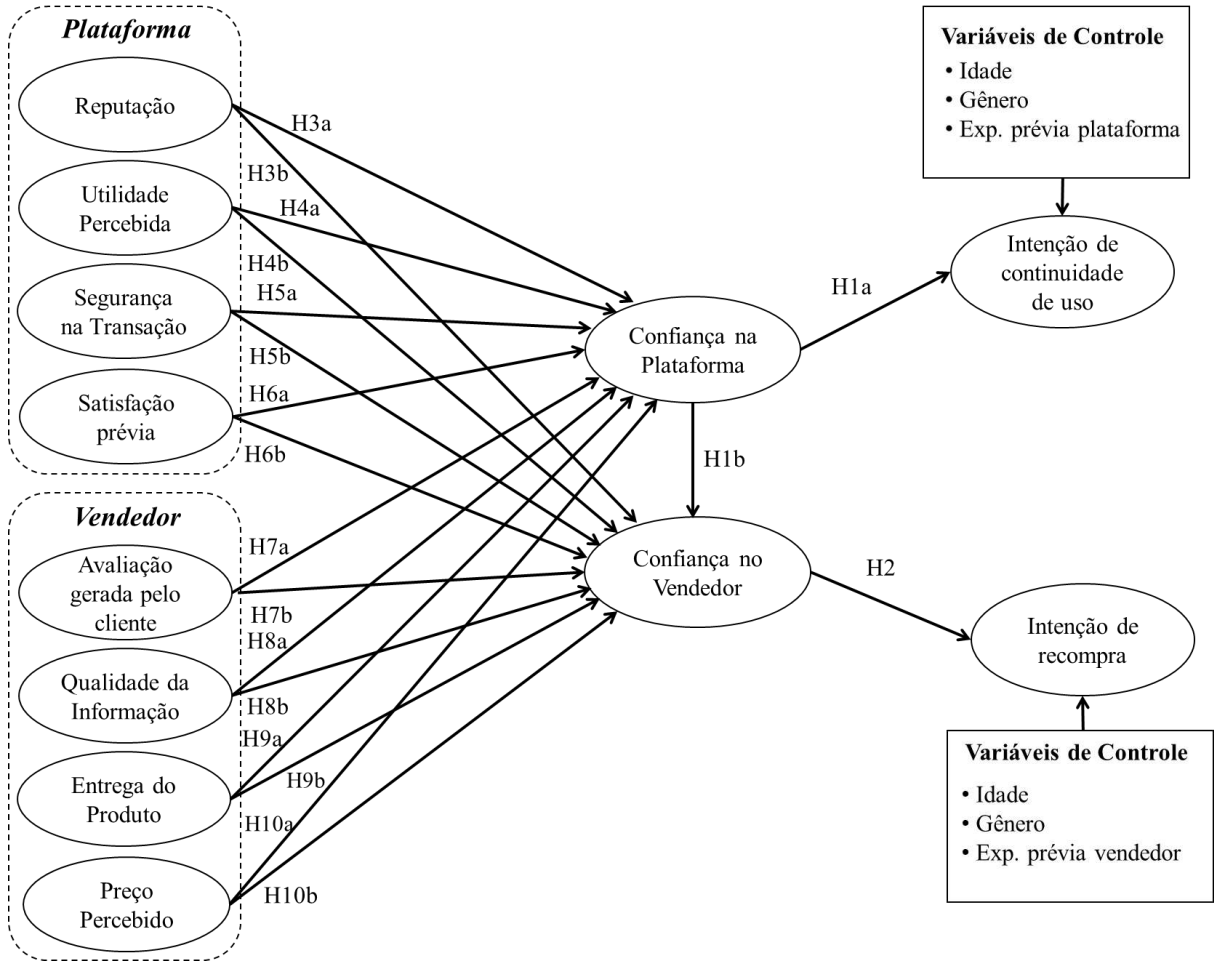 Plataforma
Reputação
Utilidade
Percebida
Segurança
na Transação
Satisfação
prévia
Vendedor
Avaliação
gerada pelo
cliente
Qualidade da
Informação
Entrega do
Produto
Preço
Percebido
H3a
H3b
H4a
H4b
H5a
H5b
H6a
H6b
H7a
H7b
H8a
H8b
H9a
H9b
H10a
H10b
Confiança na
Plataforma
H1b
Confiança no
Vendedor
H1a
H2
Variáveis de Controle
• Idade
• Gênero
• Exp. prévia plataforma
Intenção de
continuidade
de uso
Intenção de
recompra
Variáveis de Controle
• Idade
• Gênero
• Exp. prévia vendedor